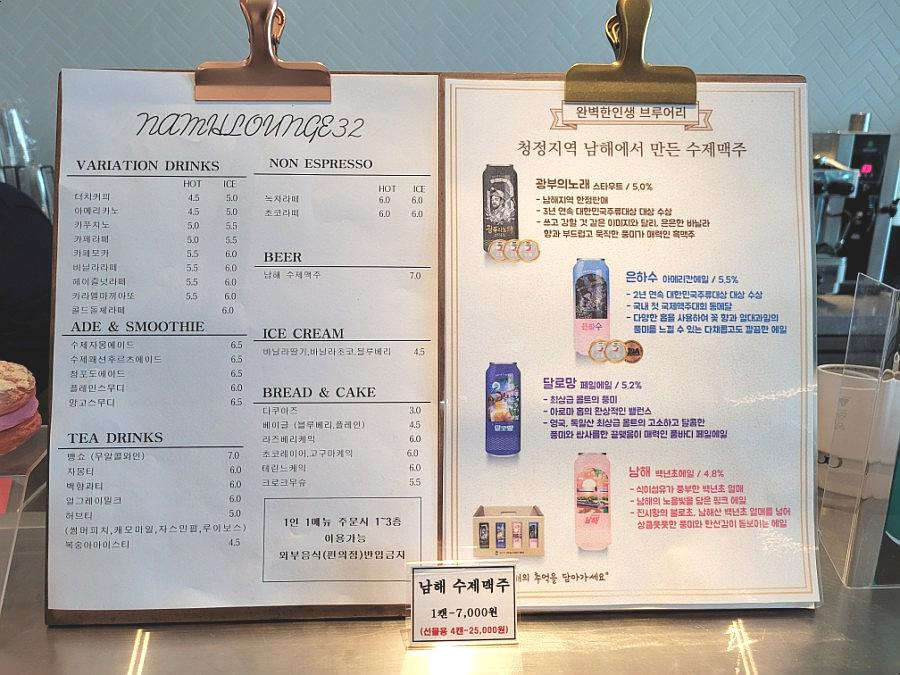 NAMHLOUNGE32
VARIATION DRINKS
HOT ICE
더치커피 4.5 5.0
아메리카노 4.5 5.0
카푸치노 5.0 5.5
카페라떼 5.0 5.5
카페모카 5.5 6.0
바닐라라떼 5.5 6.0
헤이즐넛라떼 5.5 6.0
카라멜마끼아또 5.5 6.0
골드돌체라떼 6.0
ADE & SMOOTHIE
수제자몽에이드 6.5
수제패션후르츠에이드 6.5
청포도에이드 6.5
플레인스무디 6.0
망고스무디 6.5
TEA DRINKS
뱅쇼 (무알콜와인) 7.0
자몽티 6.0
백향과티 6.0
얼그레이밀크 6.0
허브티 5.0
(썸머피치,캐모마일,자스민펄,루이보스)
복숭아아이스티 4.5
NON ESPRESSO
HOT ICE
녹차라떼 6.0 6.0
초코라떼 6.0 6.0
BEER
남해 수제맥주 7.0
ICE CREAM
바닐라딸기,바닐라초코,블루베리 4.5
BREAD & CAKE
다쿠아즈 3.0
베이글 (블루베리,플레인) 4.5
라즈베리케익 6.0
초코레이어,고구마케익 6.0
테린느케익 6.0
크로크무슈 5.5
1인 1메뉴 주문시 1~3층
이용가능
외부음식(편의점)반입금지
완벽한인생 브루어리
청정지역 남해에서 만든 수제맥주
광부의노래 스타우트 / 5.0%
- 남해지역 한정판매
- 3년 연속 대한민국주류대상 대상 수상
- 쓰고 강할 것 같은 이미지와 달리, 은은한 바닐라
향과 부드럽고 묵직한 풍미가 매력인 흑맥주
은하수 아메리칸에일 / 5.5%
- 2년 연속 대한민국주류대상 대상 수상
- 국내 첫 국제맥주대회 동메달
- 다양한 홉을 사용하여 꽃 향과 열대과일의
풍미를 느낄 수 있는 다채롭고도 깔끔한 에일
은하수
달로망 페일에일 / 5.2%
- 최상급 몰트의 풍미
- 아로마 홉의 환상적인 밸런스
- 영국, 독일산 최상급 몰트의 고소하고 달콤한
풍미와 쌉사름한 끝맺음이 매력인 풀바디 페일에일
달로망
남해 백년초에일 / 4.8%
- 식이섬유가 풍부한 백년초 열매
- 남해의 노을빛을 담은 핑크 에일
- 진시황의 불로초, 남해산 백년초 열매를 넣어
상큼풋풋한 풍미와 탄산감이 돋보이는 에일
남해
해의 추억을 담아가세요"
남해 수제맥주
1캔-7,000원
(선물용 4캔-25,000원)